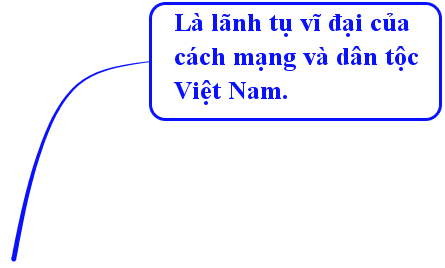 Là lãnh tụ vĩ đại của
cách mạng và dân tộc
Việt Nam.